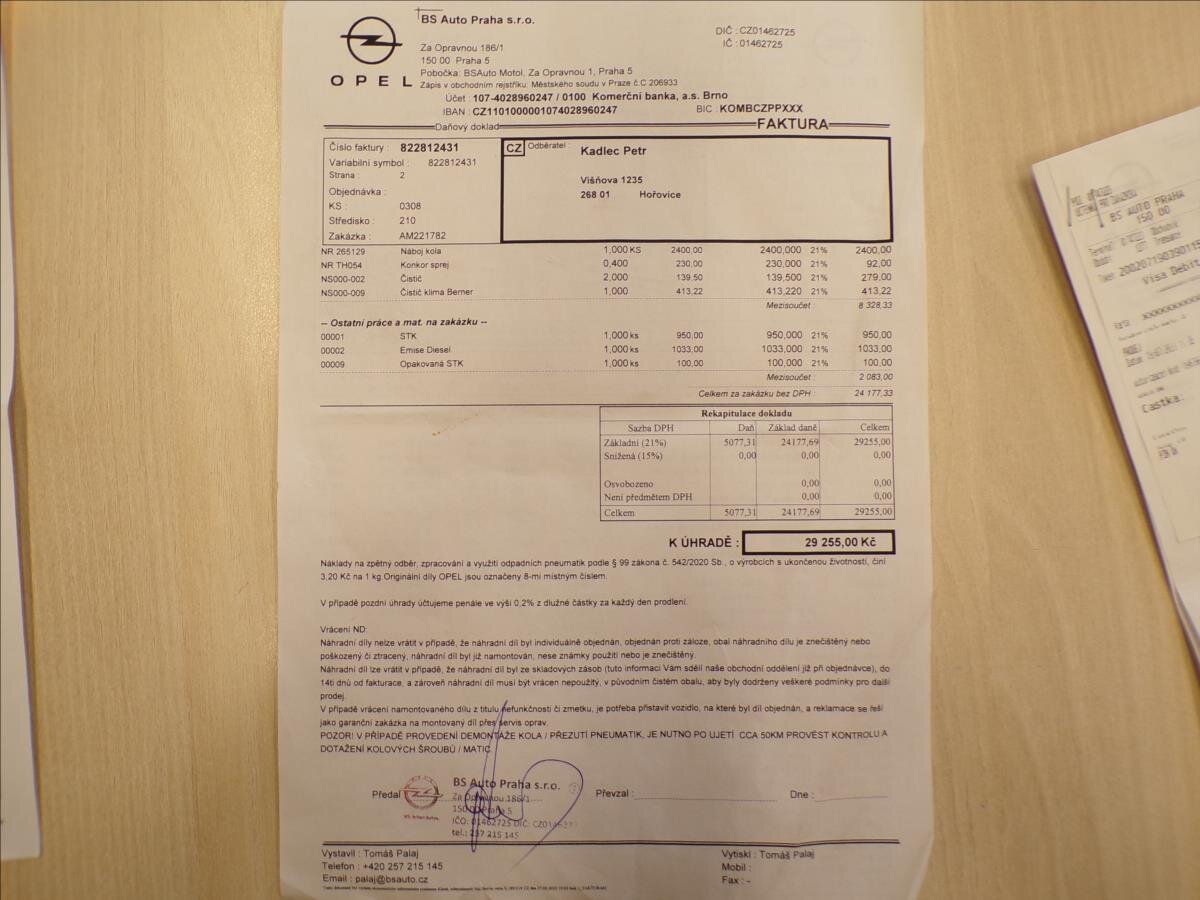 BS Auto Praha s.r.o.
OPEL
Za Opravnou 186/1
150 00 Praha 5
Pobočka: BSAuto Motol, Za Opravnou 1, Praha 5
Zápis v obchodním rejstříku: Městského soudu v Praze č.C 206933
DIČ : CZ01462725
IČ : 01462725
Účet : 107-4028960247 / 0100 Komerční banka, a.s. Brno
IBAN : CZ1101000001074028960247 BIC : KOMBCZPPXXX
Daňový doklad FAKTURA
Číslo faktury : 822812431
Variabilní symbol : 822812431
Strana : 2
Objednávka :
KS : 0308
Středisko : 210
Zakázka : AM221782
CZ Odběratel : Kadlec Petr
Višňova 1235
268 01 Hořovice
NR 265129 Náboj kola 1,000 KS 2400,00 2400,000 21% 2400,00
NR TH054 Konkor sprej 0,400 230,00 230,000 21% 92,00
NS000-002 Čistič 2,000 139,50 139,500 21% 279,00
NS000-009 Čistič klima Berner 1,000 413,22 413,220 21% 413,22
Mezisoučet : 8 328,33
-- Ostatní práce a mat. na zakázku --
00001 STK 1,000 ks 950,00 950,000 21% 950,00
00002 Emise Diesel 1,000 ks 1033,00 1033,000 21% 1033,00
00009 Opakovaná STK 1,000 ks 100,00 100,000 21% 100,00
Mezisoučet : 2 083,00
Celkem za zakázku bez DPH : 24 177,33
Rekapitulace dokladu
Sazba DPH Daň Základ daně Celkem
Základní (21%) 5077,31 24177,69 29255,00
Snížená (15%) 0,00 0,00 0,00
Osvobozeno 0,00 0,00
Není předmětem DPH 0,00 0,00
Celkem 5077,31 24177,69 29255,00
K ÚHRADĚ : 29 255,00 Kč
Náklady na zpětný odběr, zpracování a využití odpadních pneumatik podle § 99 zákona č. 542/2020 Sb., o výrobcích s ukončenou životností, činí
3,20 Kč na 1 kg.Originální díly OPEL jsou označeny 8-mi místným číslem.
V případě pozdní úhrady účtujeme penále ve výši 0,2% z dlužné částky za každý den prodlení.
Vrácení ND:
Náhradní díly nelze vrátit v případě, že náhradní díl byl individuálně objednán, objednán proti záloze, obal náhradního dílu je znečištěný nebo
poškozený či ztracený, náhradní díl byl již namontován, nese známky použití nebo je znečištěný.
Náhradní díl lze vrátit v případě, že náhradní díl byl ze skladových zásob (tuto informaci Vám sdělí naše obchodní oddělení již při objednávce), do
14ti dnů od fakturace, a zároveň náhradní díl musí být vrácen nepoužitý, v původním čistém obalu, aby byly dodrženy veškeré podmínky pro další
prodej.
V případě vrácení namontovaného dílu z titulu nefunkčnosti či zmetku, je potřeba přistavit vozidlo, na které byl díl objednán, a reklamace se řeší
jako garanční zakázka na montovaný díl přes servis oprav.
POZOR! V PŘÍPADĚ PROVEDENÍ DEMONTÁŽE KOLA / PŘEZUTÍ PNEUMATIK, JE NUTNO PO UJETÍ CCA 50KM PROVÉST KONTROLU A
DOTAŽENÍ KOLOVÝCH ŠROUBŮ / MATIC.
Předal : Převzal : Dne :
BS Auto Praha s.r.o.
Za Opravnou 186/1
150 00 Praha 5
IČO: 01462725 DIČ:
tel.: 257 215 145
Vystavil : Tomáš Palaj
Telefon : +420 257 215 145
Email : palaj@bsauto.cz
Vytiskl : Tomáš Palaj
Mobil :
Fax : -
BS AUTO PRAHA
150 00
Visa Debit
Částka: